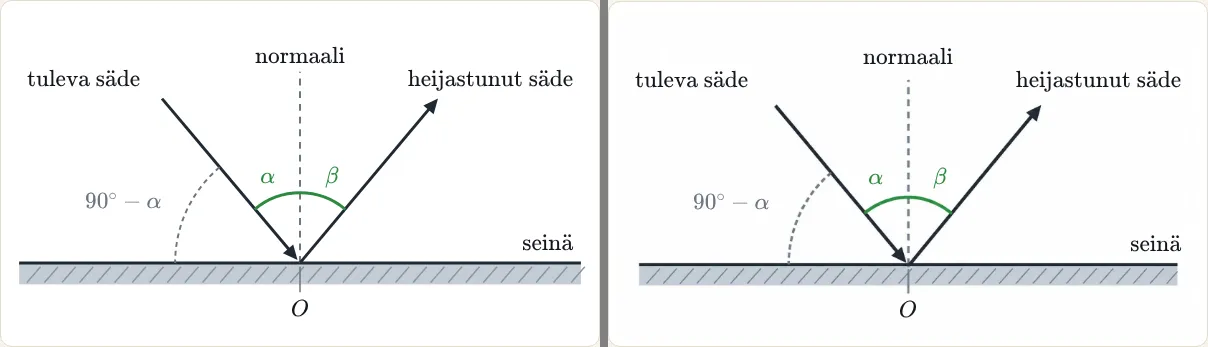 normaali
tuleva säde
heijastunut säde
α
β
90° − α
seinä
O
normaali
tuleva säde
heijastunut säde
α
β
90° − α
seinä
O